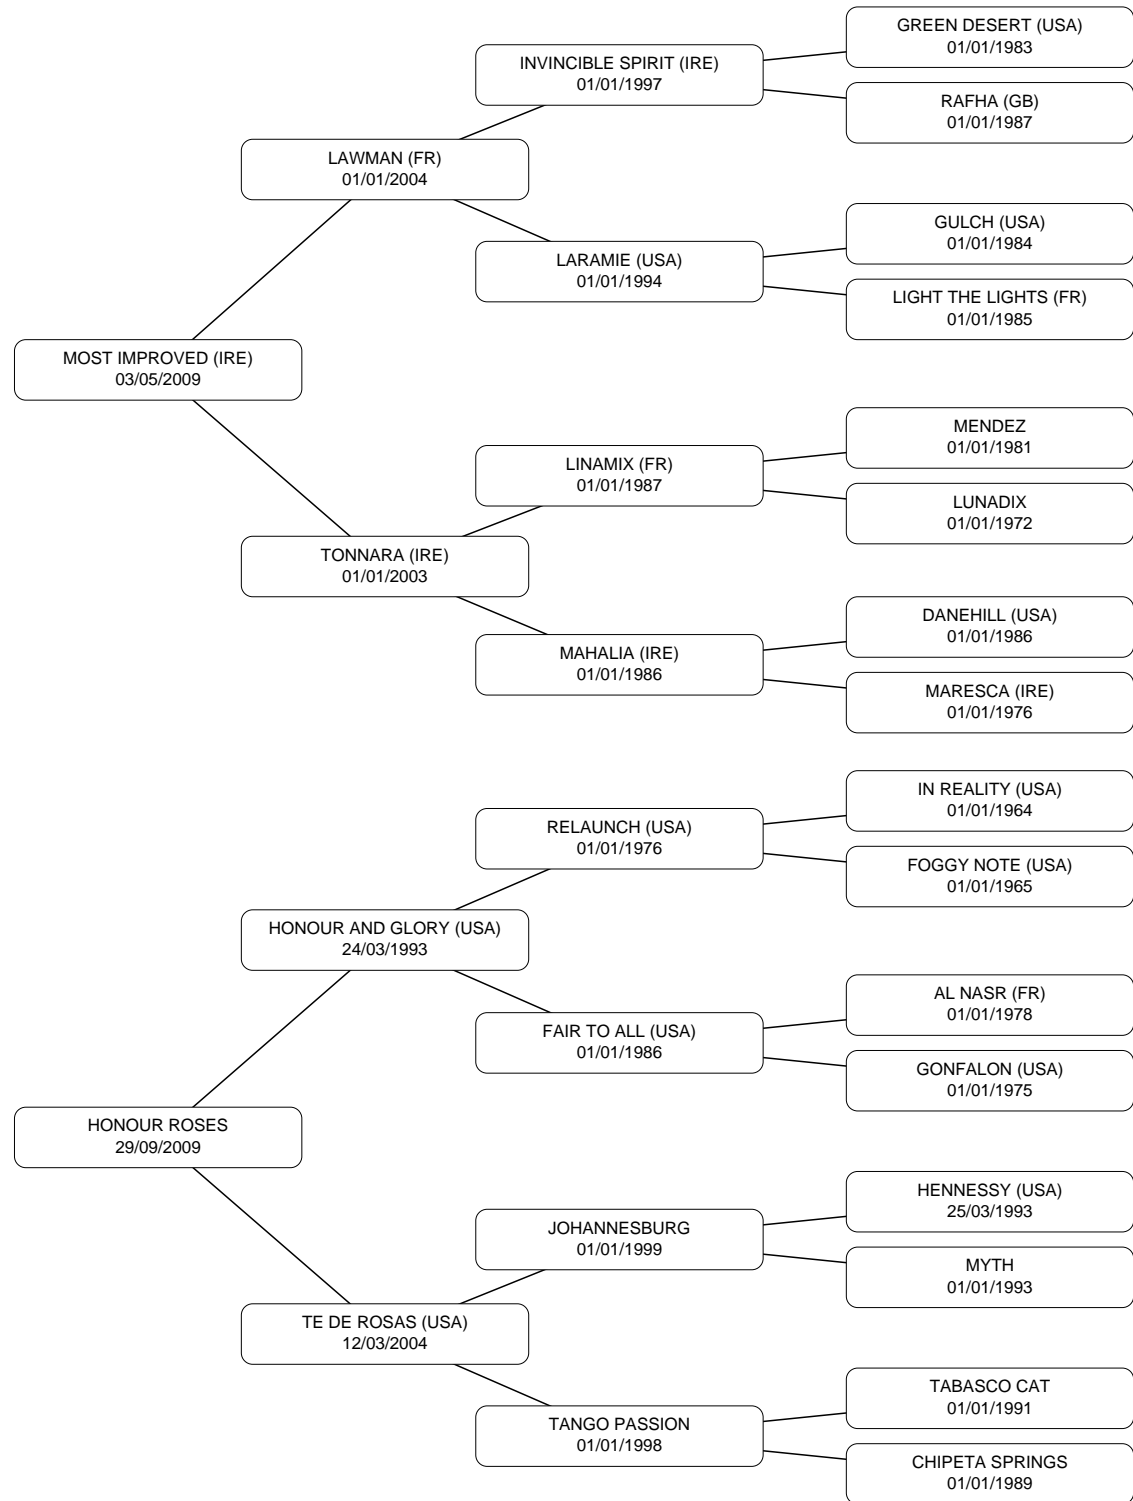 GREEN DESERT (USA)
01/01/1983
INVINCIBLE SPIRIT (IRE)
01/01/1997
RAFHA (GB)
01/01/1987
LAWMAN (FR)
01/01/2004
GULCH (USA)
01/01/1984
LARAMIE (USA)
01/01/1994
LIGHT THE LIGHTS (FR)
01/01/1985
MOST IMPROVED (IRE)
03/05/2009
MENDEZ
01/01/1981
LINAMIX (FR)
01/01/1987
LUNADIX
01/01/1972
TONNARA (IRE)
01/01/2003
DANEHILL (USA)
01/01/1986
MAHALIA (IRE)
01/01/1986
MARESCA (IRE)
01/01/1976
IN REALITY (USA)
01/01/1964
RELAUNCH (USA)
01/01/1976
FOGGY NOTE (USA)
01/01/1965
HONOUR AND GLORY (USA)
24/03/1993
AL NASR (FR)
01/01/1978
FAIR TO ALL (USA)
01/01/1986
GONFALON (USA)
01/01/1975
HONOUR ROSES
29/09/2009
HENNESSY (USA)
25/03/1993
JOHANNESBURG
01/01/1999
MYTH
01/01/1993
TE DE ROSAS (USA)
12/03/2004
TABASCO CAT
01/01/1991
TANGO PASSION
01/01/1998
CHIPETA SPRINGS
01/01/1989